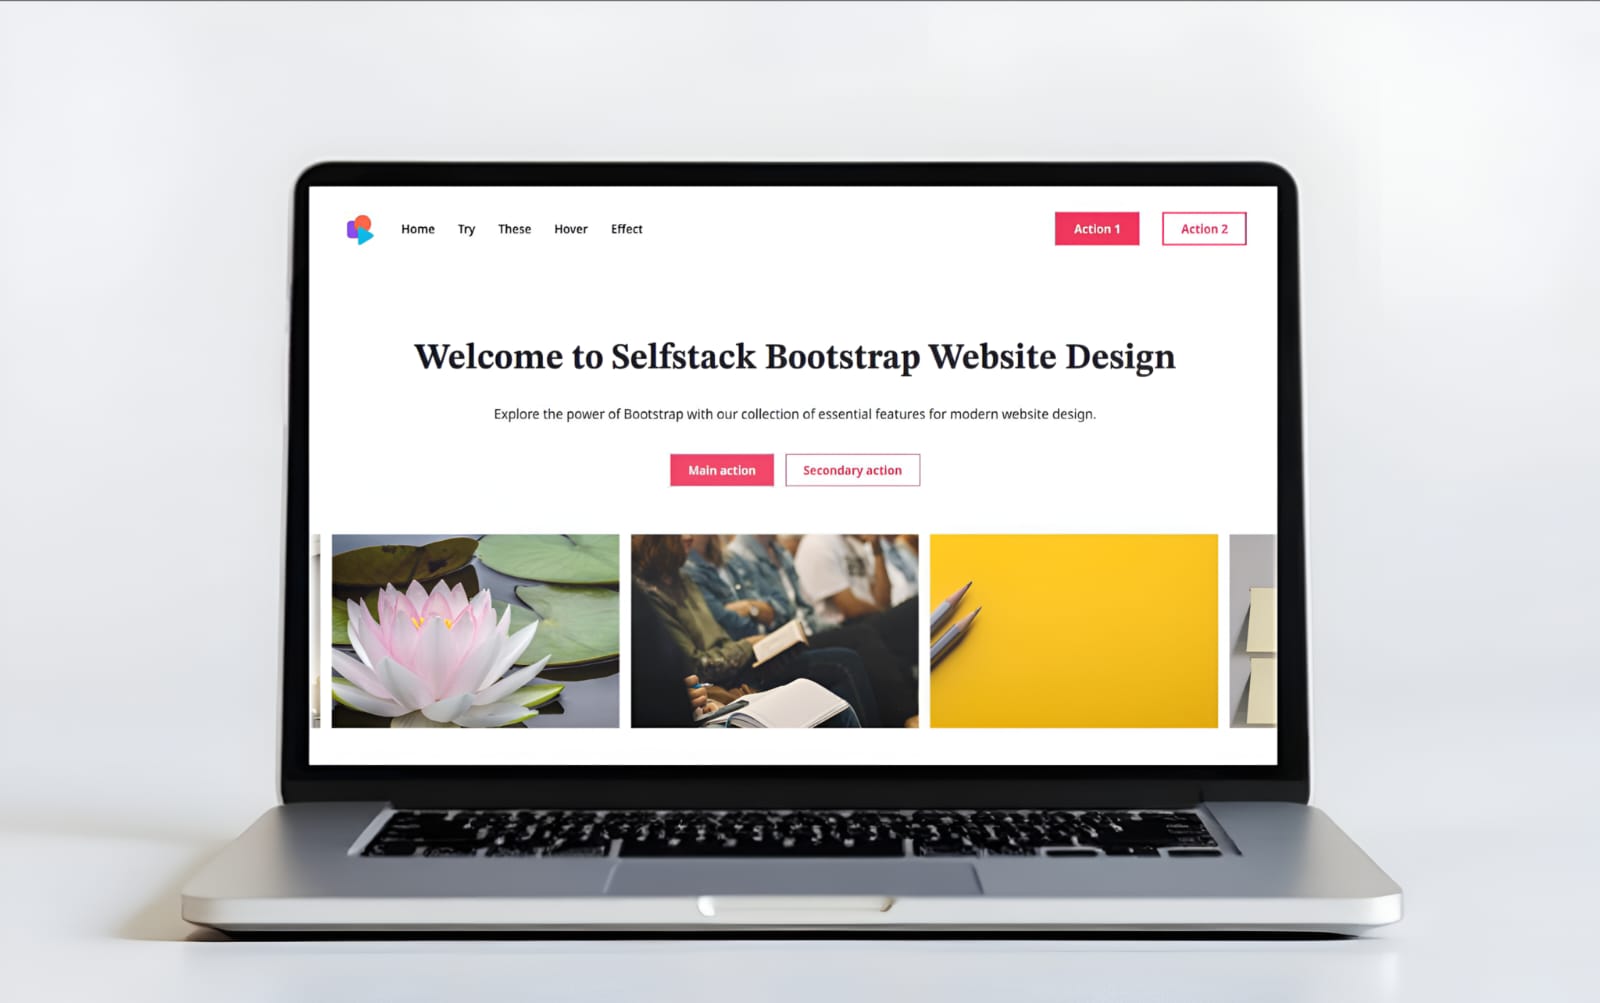 Home Try These Hover Effect Action 1 Action 2
Welcome to Selfstack Bootstrap Website Design
Explore the power of Bootstrap with our collection of essential features for modern website design.
Main action Secondary action